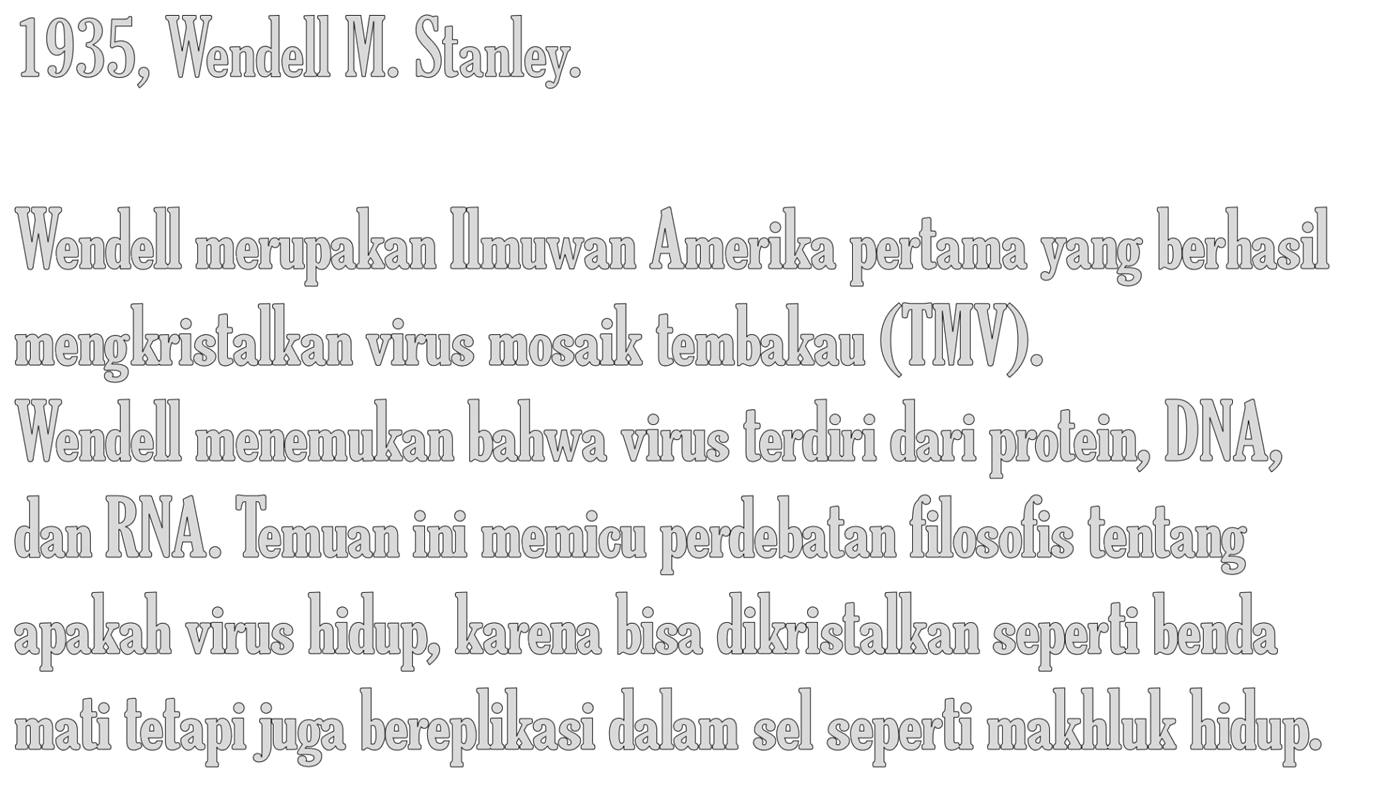 1935, Wendell M. Stanley.
Wendell merupakan Ilmuwan Amerika pertama yang berhasil
mengkristalkan virus mosaik tembakau (TMV).
Wendell menemukan bahwa virus terdiri dari protein, DNA,
dan RNA. Temuan ini memicu perdebatan filosofis tentang
apakah virus hidup, karena bisa dikristalkan seperti benda
mati tetapi juga bereplikasi dalam sel seperti makhluk hidup.